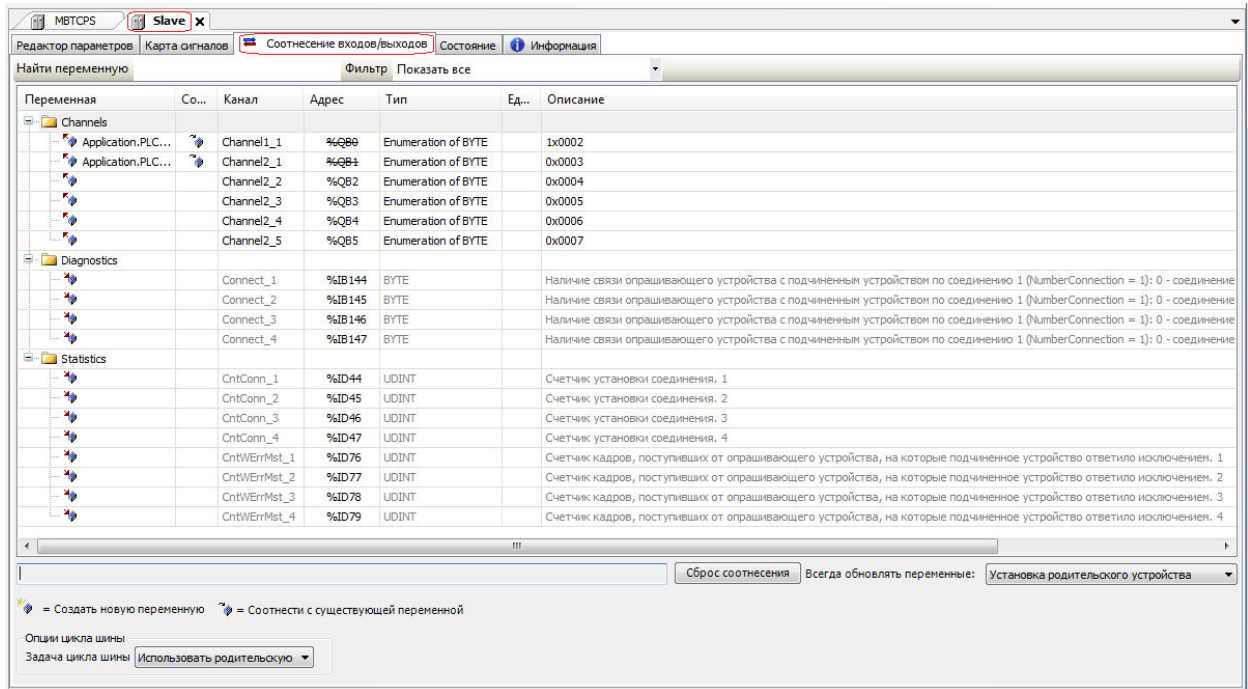 MBTCPS Slave
Редактор параметров Карта сигналов Соотнесение входов/выходов Состояние Информация
Найти переменную Фильтр Показать все
Переменная Со... Канал Адрес Тип Ед... Описание
Channels
Application.PLC... Channel1_1 %QB0 Enumeration of BYTE 1x0002
Application.PLC... Channel2_1 %QB1 Enumeration of BYTE 0x0003
Channel2_2 %QB2 Enumeration of BYTE 0x0004
Channel2_3 %QB3 Enumeration of BYTE 0x0005
Channel2_4 %QB4 Enumeration of BYTE 0x0006
Channel2_5 %QB5 Enumeration of BYTE 0x0007
Diagnostics
Connect_1 %IB144 BYTE Наличие связи опрашивающего устройства с подчиненным устройством по соединению 1 (NumberConnection = 1): 0 - соединение
Connect_2 %IB145 BYTE Наличие связи опрашивающего устройства с подчиненным устройством по соединению 1 (NumberConnection = 1): 0 - соединение
Connect_3 %IB146 BYTE Наличие связи опрашивающего устройства с подчиненным устройством по соединению 1 (NumberConnection = 1): 0 - соединение
Connect_4 %IB147 BYTE Наличие связи опрашивающего устройства с подчиненным устройством по соединению 1 (NumberConnection = 1): 0 - соединение
Statistics
CntConn_1 %ID44 UDINT Счетчик установки соединения. 1
CntConn_2 %ID45 UDINT Счетчик установки соединения. 2
CntConn_3 %ID46 UDINT Счетчик установки соединения. 3
CntConn_4 %ID47 UDINT Счетчик установки соединения. 4
CntWErrMst_1 %ID76 UDINT Счетчик кадров, поступивших от опрашивающего устройства, на которые подчиненное устройство ответило исключением. 1
CntWErrMst_2 %ID77 UDINT Счетчик кадров, поступивших от опрашивающего устройства, на которые подчиненное устройство ответило исключением. 2
CntWErrMst_3 %ID78 UDINT Счетчик кадров, поступивших от опрашивающего устройства, на которые подчиненное устройство ответило исключением. 3
CntWErrMst_4 %ID79 UDINT Счетчик кадров, поступивших от опрашивающего устройства, на которые подчиненное устройство ответило исключением. 4
Сброс соотнесения Всегда обновлять переменные: Установка родительского устройства
= Создать новую переменную = Соотнести с существующей переменной
Опции цикла шины
Задача цикла шины Использовать родительскую